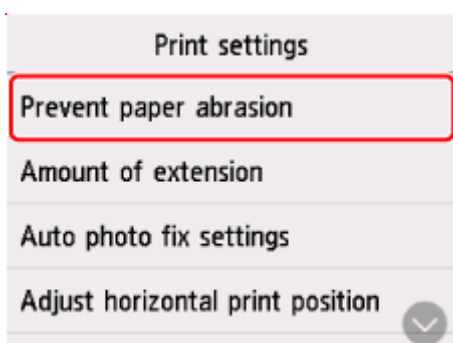 Print settings
Prevent paper abrasion
Amount of extension
Auto photo fix settings
Adjust horizontal print position